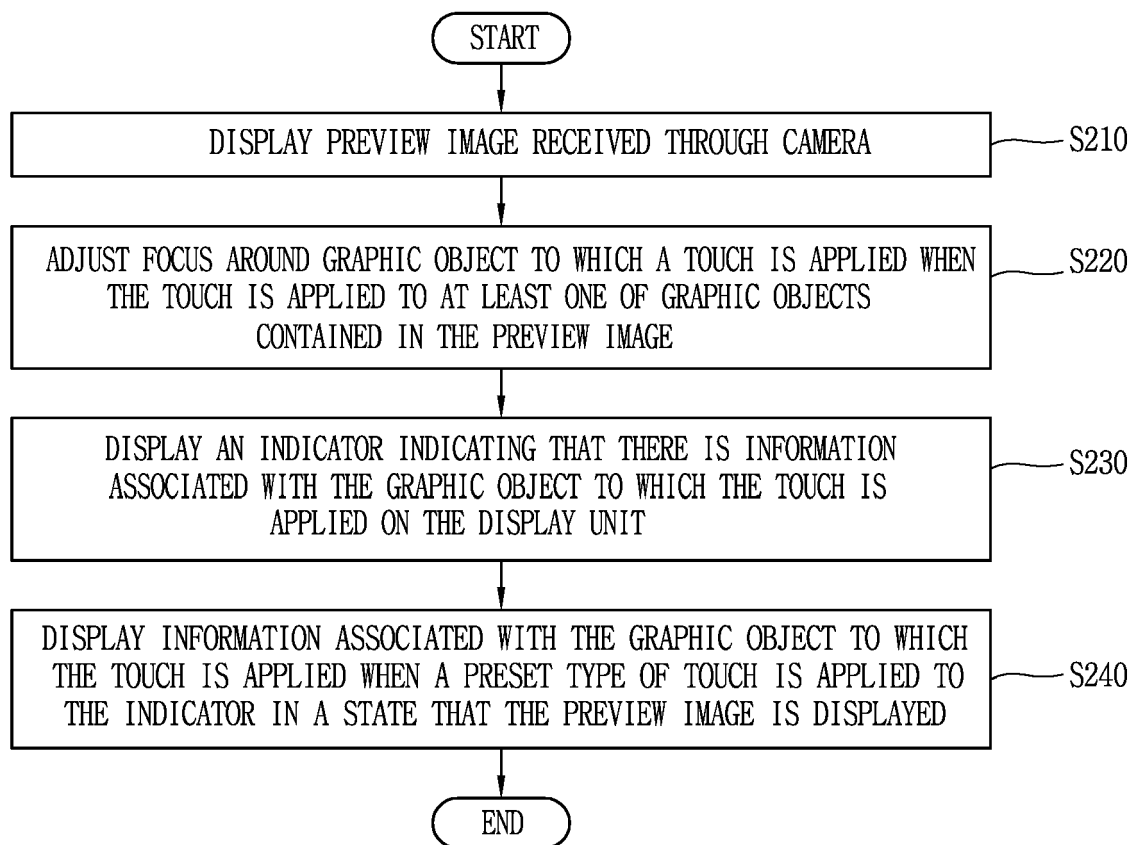 START
DISPLAY PREVIEW IMAGE RECEIVED THROUGH CAMERA
S210
ADJUST FOCUS AROUND GRAPHIC OBJECT TO WHICH A TOUCH IS APPLIED WHEN
THE TOUCH IS APPLIED TO AT LEAST ONE OF GRAPHIC OBJECTS
CONTAINED IN THE PREVIEW IMAGE
S220
DISPLAY AN INDICATOR INDICATING THAT THERE IS INFORMATION
ASSOCIATED WITH THE GRAPHIC OBJECT TO WHICH THE TOUCH IS
APPLIED ON THE DISPLAY UNIT
S230
DISPLAY INFORMATION ASSOCIATED WITH THE GRAPHIC OBJECT TO WHICH
THE TOUCH IS APPLIED WHEN A PRESET TYPE OF TOUCH IS APPLIED TO
THE INDICATOR IN A STATE THAT THE PREVIEW IMAGE IS DISPLAYED
S240
END